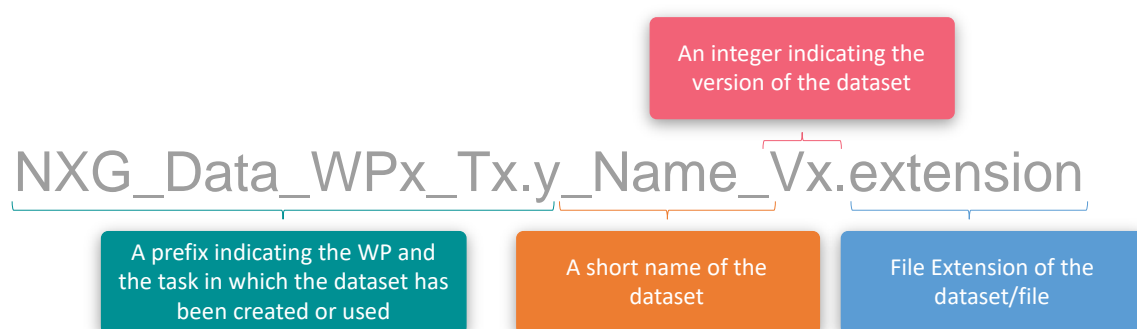 An integer indicating the
version of the dataset
NXG_Data_WPx_Tx.y_Name_Vx.extension
A prefix indicating the WP and
the task in which the dataset has
been created or used
A short name of the
dataset
File Extension of the
dataset/file